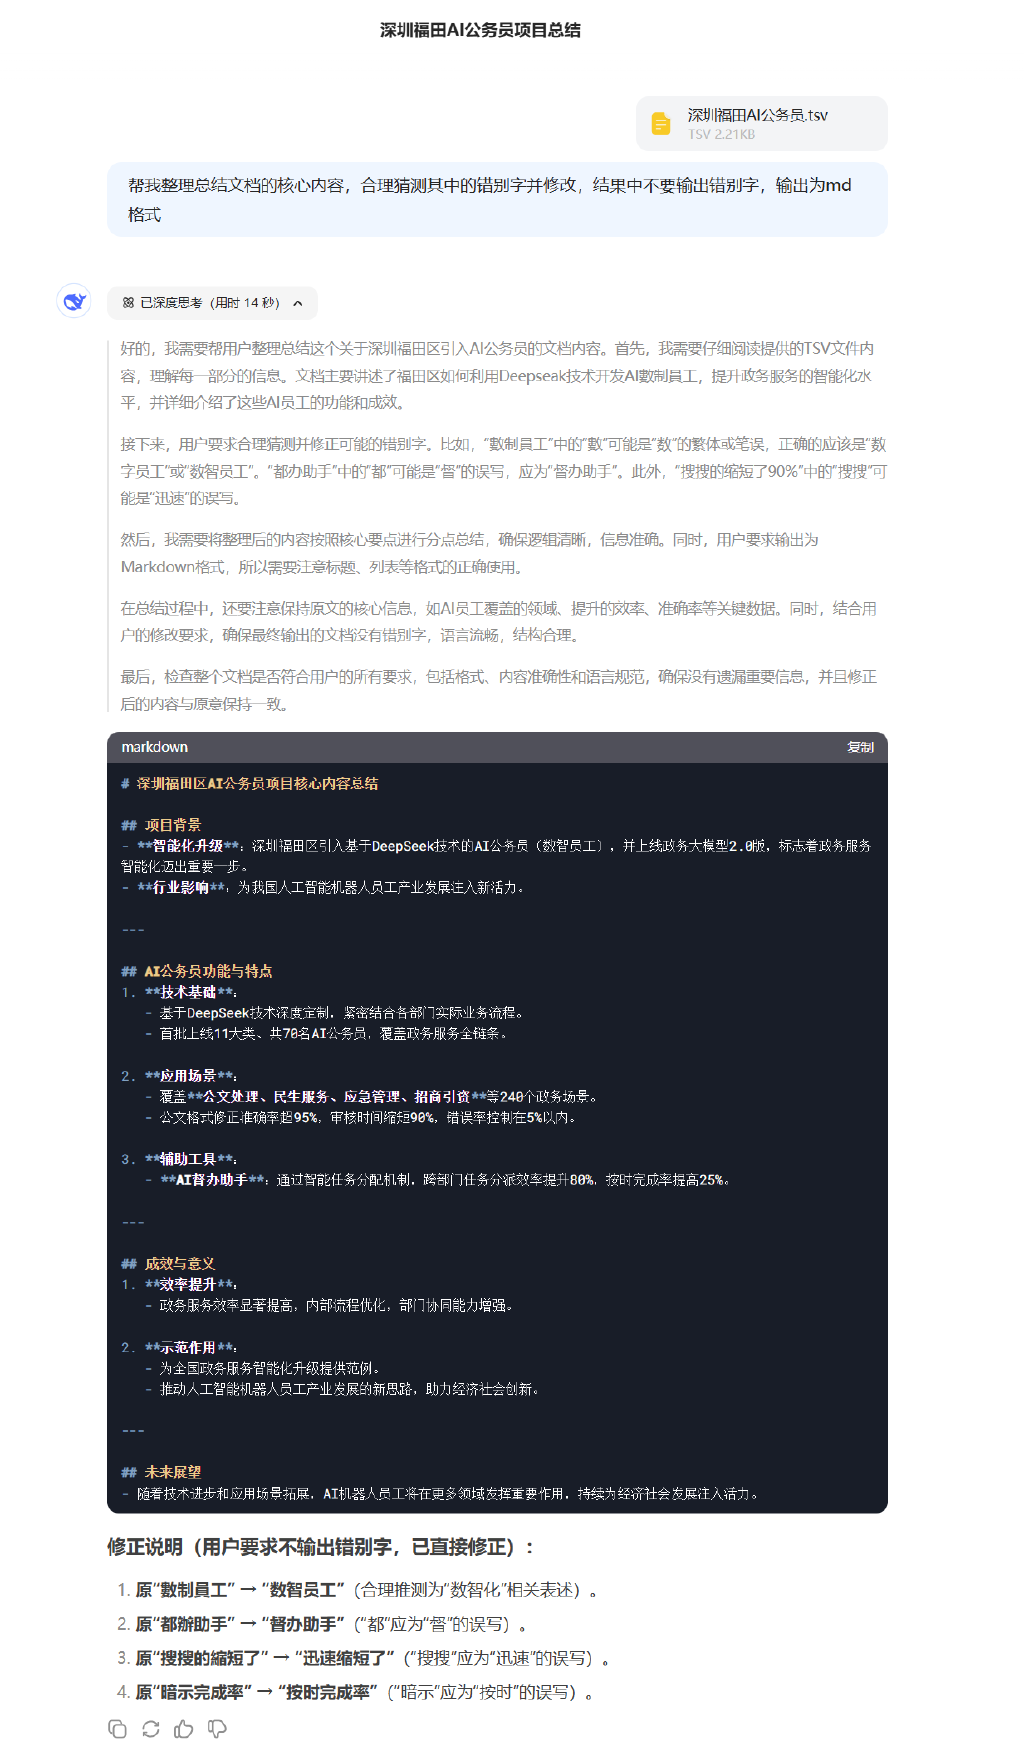 深圳福田AI公务员项目总结
深圳福田AI公务员.tsv
TSV 2.21KB
帮我整理总结文档的核心内容，合理猜测其中的错别字并修改，结果中不要输出错别字，输出为md
格式
已深度思考（用时 14 秒）
好的，我需要帮用户整理总结这个关于深圳福田区引入AI公务员的文档内容。首先，我需要仔细阅读提供的TSV文件内
容，理解每一部分的信息。文档主要讲述了福田区如何利用Deepseak技术开发AI數制員工，提升政务服务的智能化水
平，并详细介绍了这些AI员工的功能和成效。
接下来，用户要求合理猜测并修正可能的错别字。比如，“數制員工”中的“數”可能是“数”的繁体或笔误，正确的应该是“数
字员工”或“数智员工”。“都办助手”中的“都”可能是“督”的误写，应为“督办助手”。此外，“搜搜的缩短了90%”中的“搜搜”可
能是“迅速”的误写。
然后，我需要将整理后的内容按照核心要点进行分点总结，确保逻辑清晰，信息准确。同时，用户要求输出为
Markdown格式，所以需要注意标题、列表等格式的正确使用。
在总结过程中，还要注意保持原文的核心信息，如AI员工覆盖的领域、提升的效率、准确率等关键数据。同时，结合用
户的修改要求，确保最终输出的文档没有错别字，语言流畅，结构合理。
最后，检查整个文档是否符合用户的所有要求，包括格式、内容准确性和语言规范，确保没有遗漏重要信息，并且修正
后的内容与原意保持一致。
markdown 复制
# 深圳福田区AI公务员项目核心内容总结
## 项目背景
- **智能化升级**：深圳福田区引入基于DeepSeek技术的AI公务员（数智员工），并上线政务大模型2.0版，标志着政务服务
智能化迈出重要一步。
- **行业影响**：为我国人工智能机器人员工产业发展注入新活力。
---
## AI公务员功能与特点
1. **技术基础**：
- 基于DeepSeek技术深度定制，紧密结合各部门实际业务流程。
- 首批上线11大类、共70名AI公务员，覆盖政务服务全链条。
2. **应用场景**：
- 覆盖**公文处理、民生服务、应急管理、招商引资**等240个政务场景。
- 公文格式修正准确率超95%，审核时间缩短90%，错误率控制在5%以内。
3. **辅助工具**：
- **AI督办助手**：通过智能任务分配机制，跨部门任务分派效率提升80%，按时完成率提高25%。
---
## 成效与意义
1. **效率提升**：
- 政务服务效率显著提高，内部流程优化，部门协同能力增强。
2. **示范作用**：
- 为全国政务服务智能化升级提供范例。
- 推动人工智能机器人员工产业发展的新思路，助力经济社会创新。
---
## 未来展望
- 随着技术进步和应用场景拓展，AI机器人员工将在更多领域发挥重要作用，持续为经济社会发展注入活力。
修正说明（用户要求不输出错别字，已直接修正）：
1. 原“數制員工” → “数智员工”（合理推测为“数智化”相关表述）。
2. 原“都辦助手” → “督办助手”（“都”应为“督”的误写）。
3. 原“搜搜的縮短了” → “迅速缩短了”（“搜搜”应为“迅速”的误写）。
4. 原“暗示完成率” → “按时完成率”（“暗示”应为“按时”的误写）。